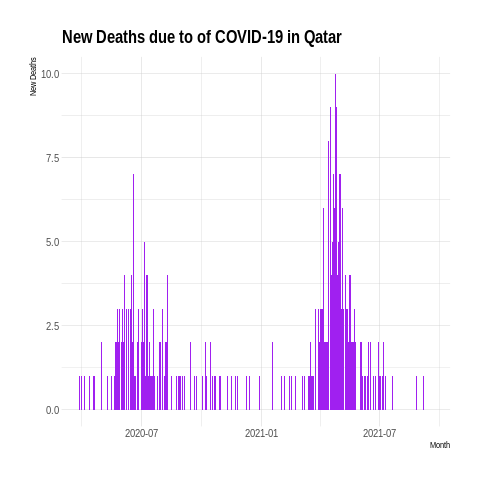 New Deaths due to of COVID-19 in Qatar
New Deaths
10.0
7.5
5.0
2.5
0.0
2020-07
2021-01
2021-07
Month